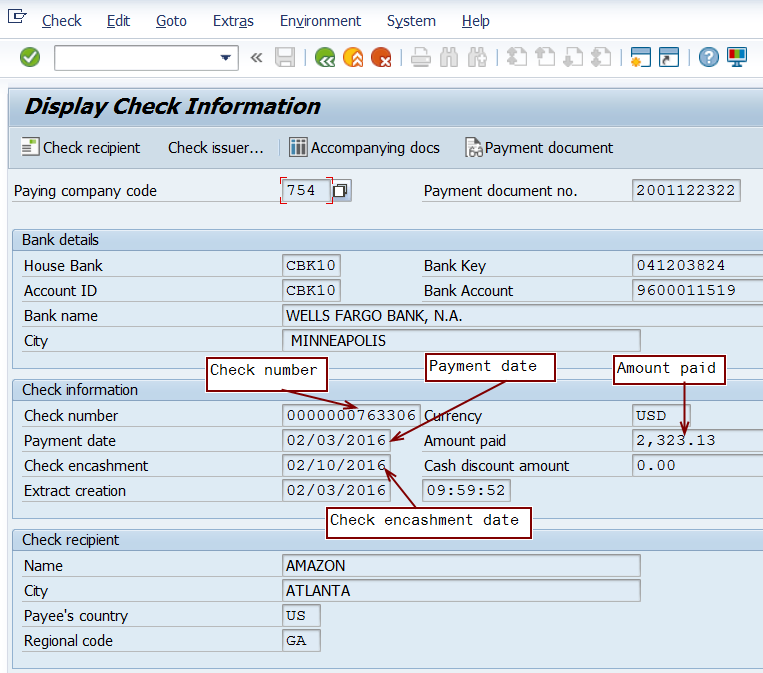 Check Edit Goto Extras Environment System Help
Display Check Information
Check recipient Check issuer... Accompanying docs Payment document
Paying company code 754 Payment document no. 2001122322
Bank details
House Bank CBK10 Bank Key 041203824
Account ID CBK10 Bank Account 9600011519
Bank name WELLS FARGO BANK, N.A.
City MINNEAPOLIS
Check number Payment date Amount paid
Check information
Check number 0000000763306 Currency USD
Payment date 02/03/2016 Amount paid 2,323.13
Check encashment 02/10/2016 Cash discount amount 0.00
Extract creation 02/03/2016 09:59:52
Check encashment date
Check recipient
Name AMAZON
City ATLANTA
Payee's country US
Regional code GA